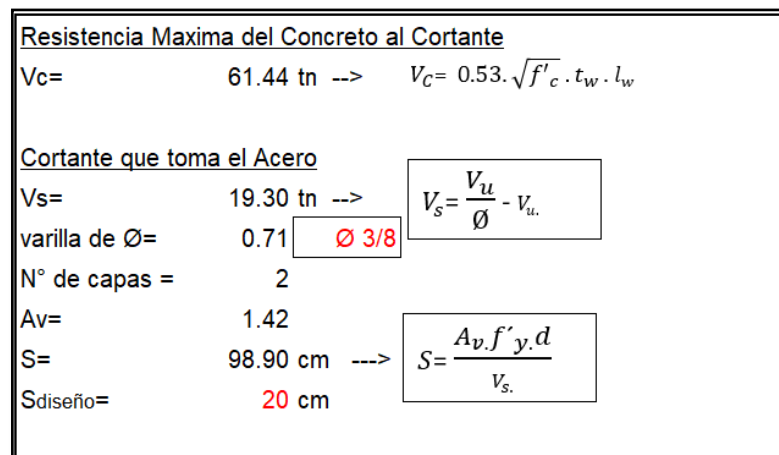 Resistencia Maxima del Concreto al Cortante
Vc= 61.44 tn --> V_C= 0.53.√f'_c . t_w . l_w
Cortante que toma el Acero
Vs= 19.30 tn --> V_s= V_u/Ø - V_u.
varilla de Ø= 0.71 Ø 3/8
N° de capas = 2
Av= 1.42
S= 98.90 cm ---> S= A_v.f´_y.d/V_s.
Sdiseño= 20 cm